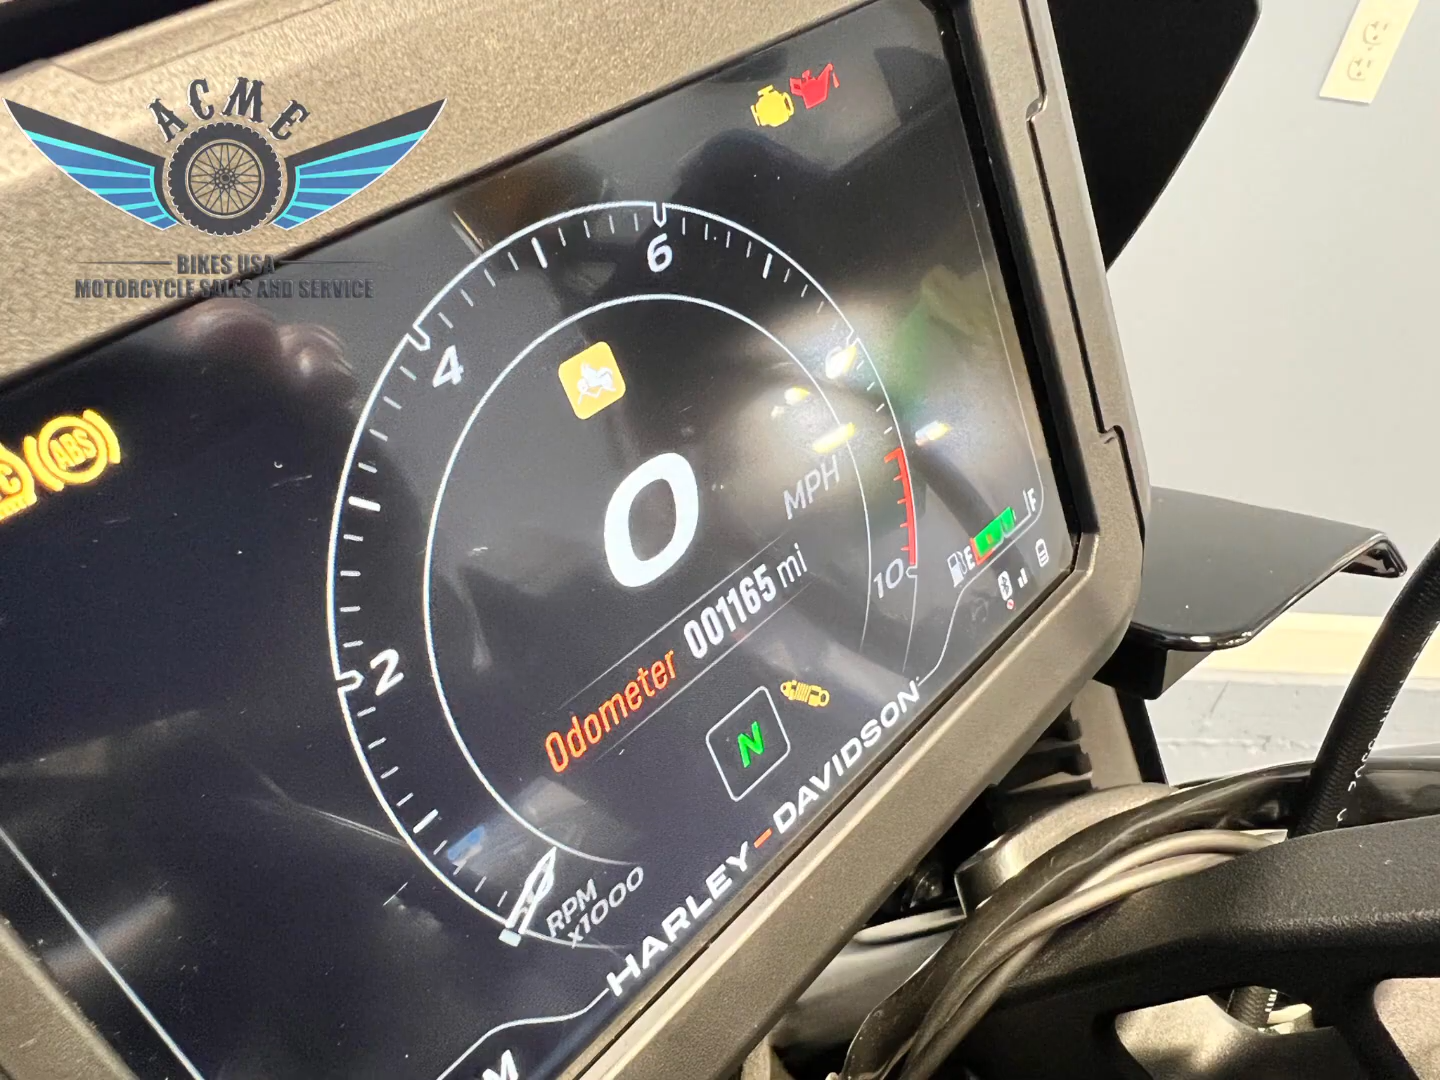 ACME
BIKES USA
MOTORCYCLE SALES AND SERVICE
6
4
ABS
0
MPH
Odometer 001165 mi
10
E
F
2
N
RPM
x1000
HARLEY-DAVIDSON